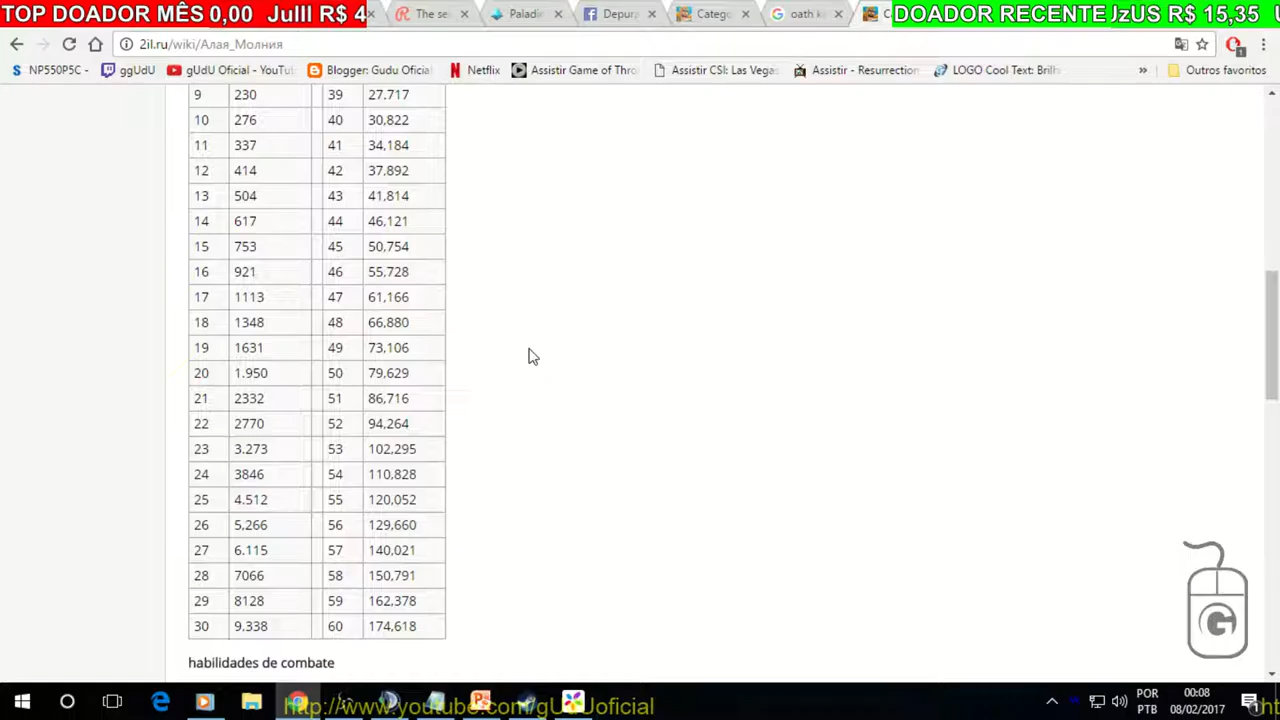 TOP DOADOR MÊS 0,00 JulII R$ 4
DOADOR RECENTE JzUS R$ 15,35
The se
Paladin
Depura
Catego
oath k
2il.ru/wiki/Алая_Молния
NP550P5C -
ggUdU
gUdU Oficial - YouTu
Blogger: Gudu Oficial
Netflix
Assistir Game of Thro
Assistir CSI: Las Vegas
Assistir - Resurrection
LOGO Cool Text: Brilh
»
Outros favoritos
9 230 39 27.717
10 276 40 30,822
11 337 41 34,184
12 414 42 37.892
13 504 43 41,814
14 617 44 46,121
15 753 45 50,754
16 921 46 55,728
17 1113 47 61,166
18 1348 48 66,880
19 1631 49 73,106
20 1.950 50 79,629
21 2332 51 86,716
22 2770 52 94,264
23 3.273 53 102,295
24 3846 54 110,828
25 4.512 55 120,052
26 5,266 56 129,660
27 6.115 57 140,021
28 7066 58 150,791
29 8128 59 162,378
30 9.338 60 174,618
habilidades de combate
G
http://www.youtube.com/gUdUoficial
POR
PTB
00:08
08/02/2017